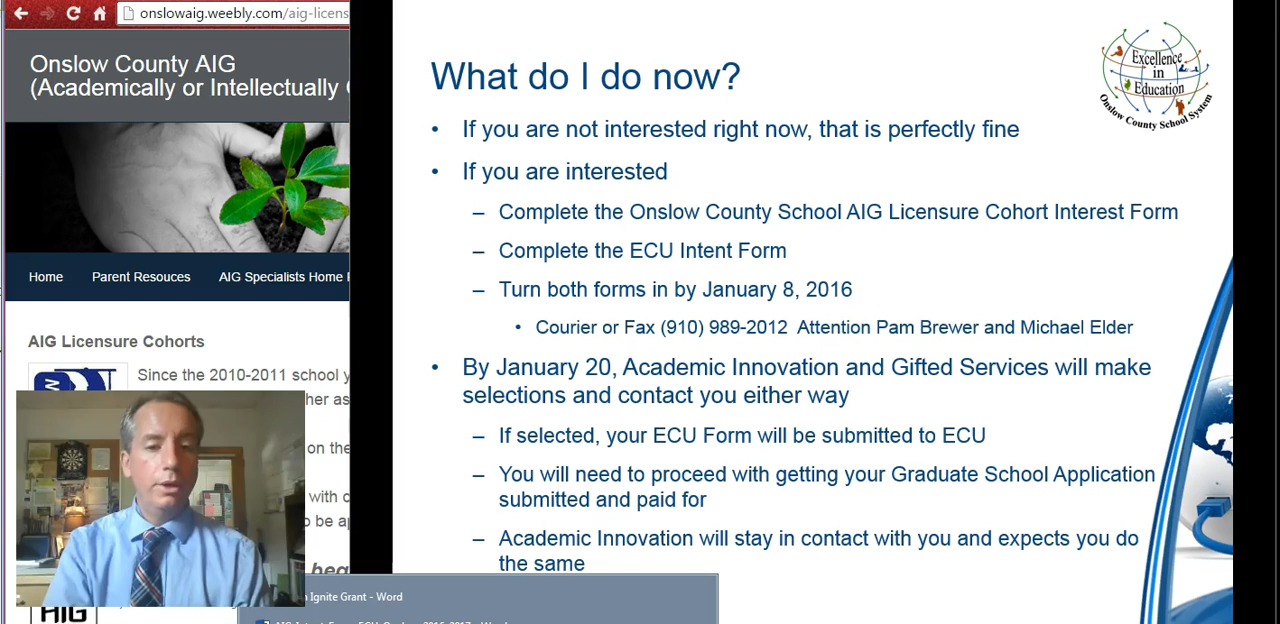 onslowaig.weebly.com/aig-licens
Onslow County AIG
(Academically or Intellectually
Home Parent Resouces AIG Specialists Home
AIG Licensure Cohorts
Since the 2010-2011 school y
her as
on the
with
AIG
What do I do now?
Excellence
in
Education
Onslow County School System
• If you are not interested right now, that is perfectly fine
• If you are interested
– Complete the Onslow County School AIG Licensure Cohort Interest Form
– Complete the ECU Intent Form
– Turn both forms in by January 8, 2016
• Courier or Fax (910) 989-2012 Attention Pam Brewer and Michael Elder
• By January 20, Academic Innovation and Gifted Services will make
selections and contact you either way
– If selected, your ECU Form will be submitted to ECU
– You will need to proceed with getting your Graduate School Application
submitted and paid for
– Academic Innovation will stay in contact with you and expects you do
the same
Ignite Grant - Word